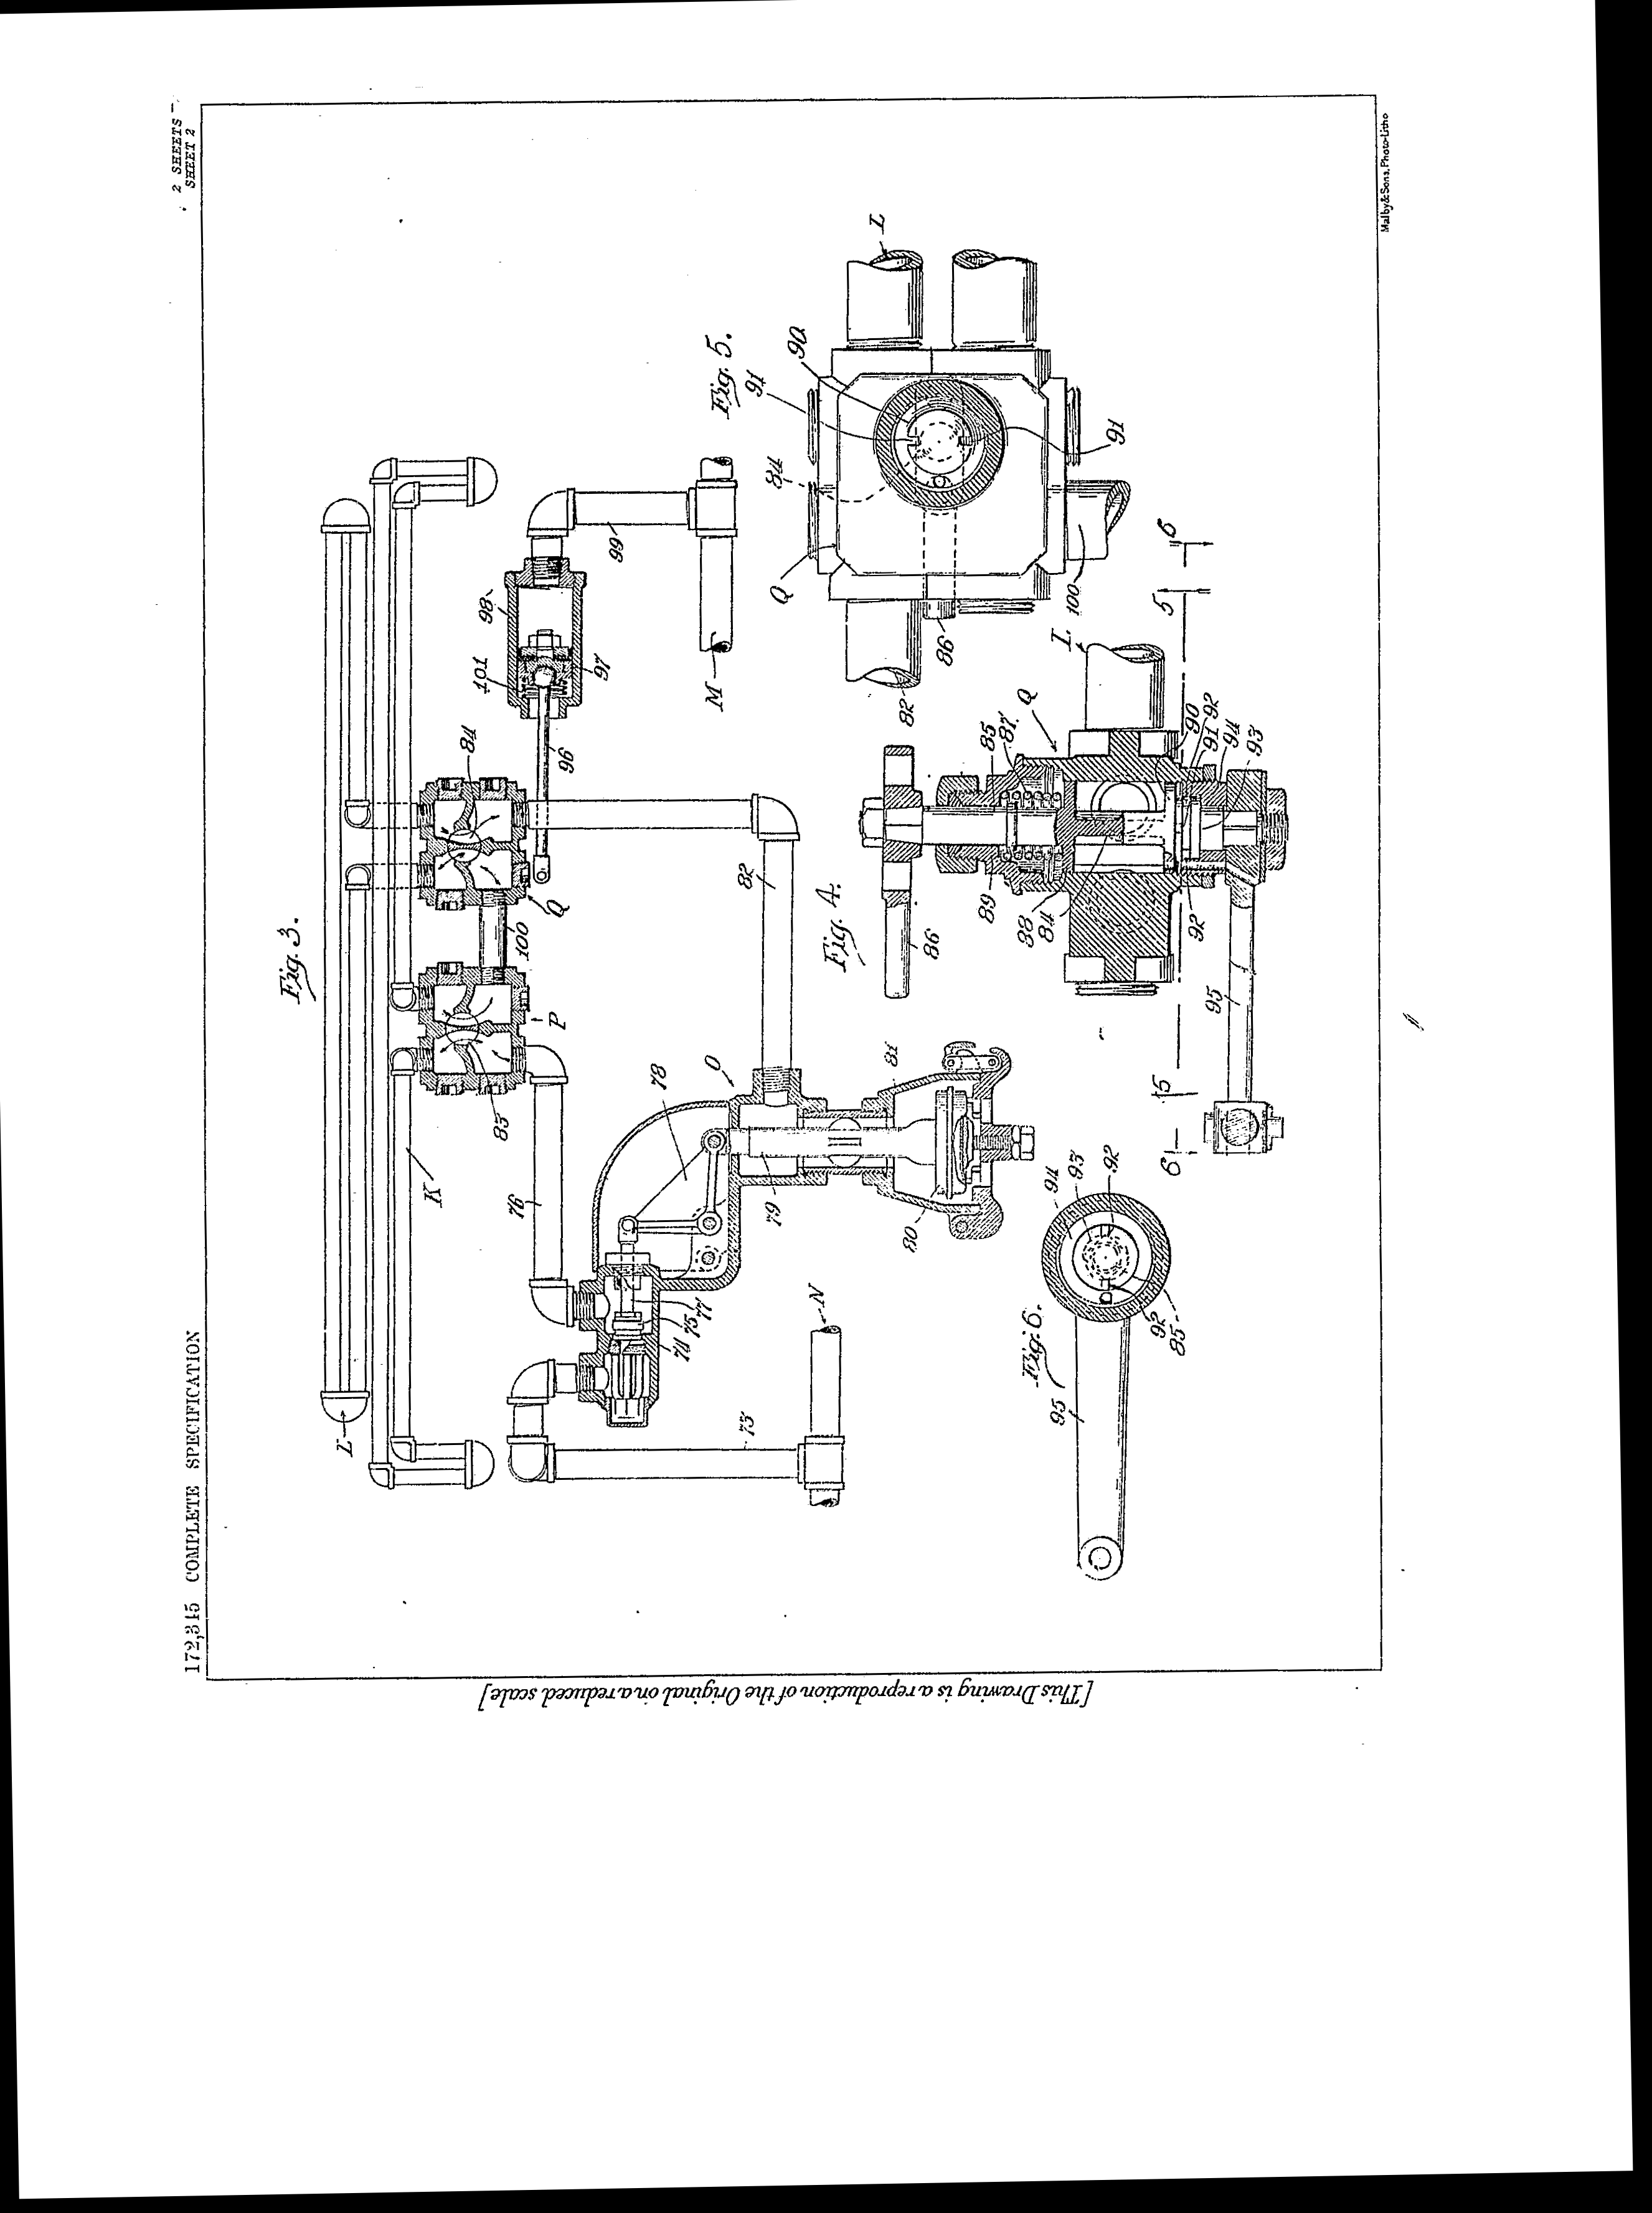 172,315 COMPLETE SPECIFICATION
2 SHEETS
SHEET 2
Fig. 3.
L
K
76
83
P
100
Q
84
96
101
97
98
99
M
82
O
78
79
80
81
77
75
74
73
N
Fig. 4.
86
89
88
84
85
87
Q
L
90
92
91
94
93
92
95
5
5
6
6
Fig. 5.
91
90
84
Q
L
82
86
100
91
Fig. 6.
95
94
93
92
92
85
[This Drawing is a reproduction of the Original on a reduced scale]
Malby & Sons, Photo-Litho